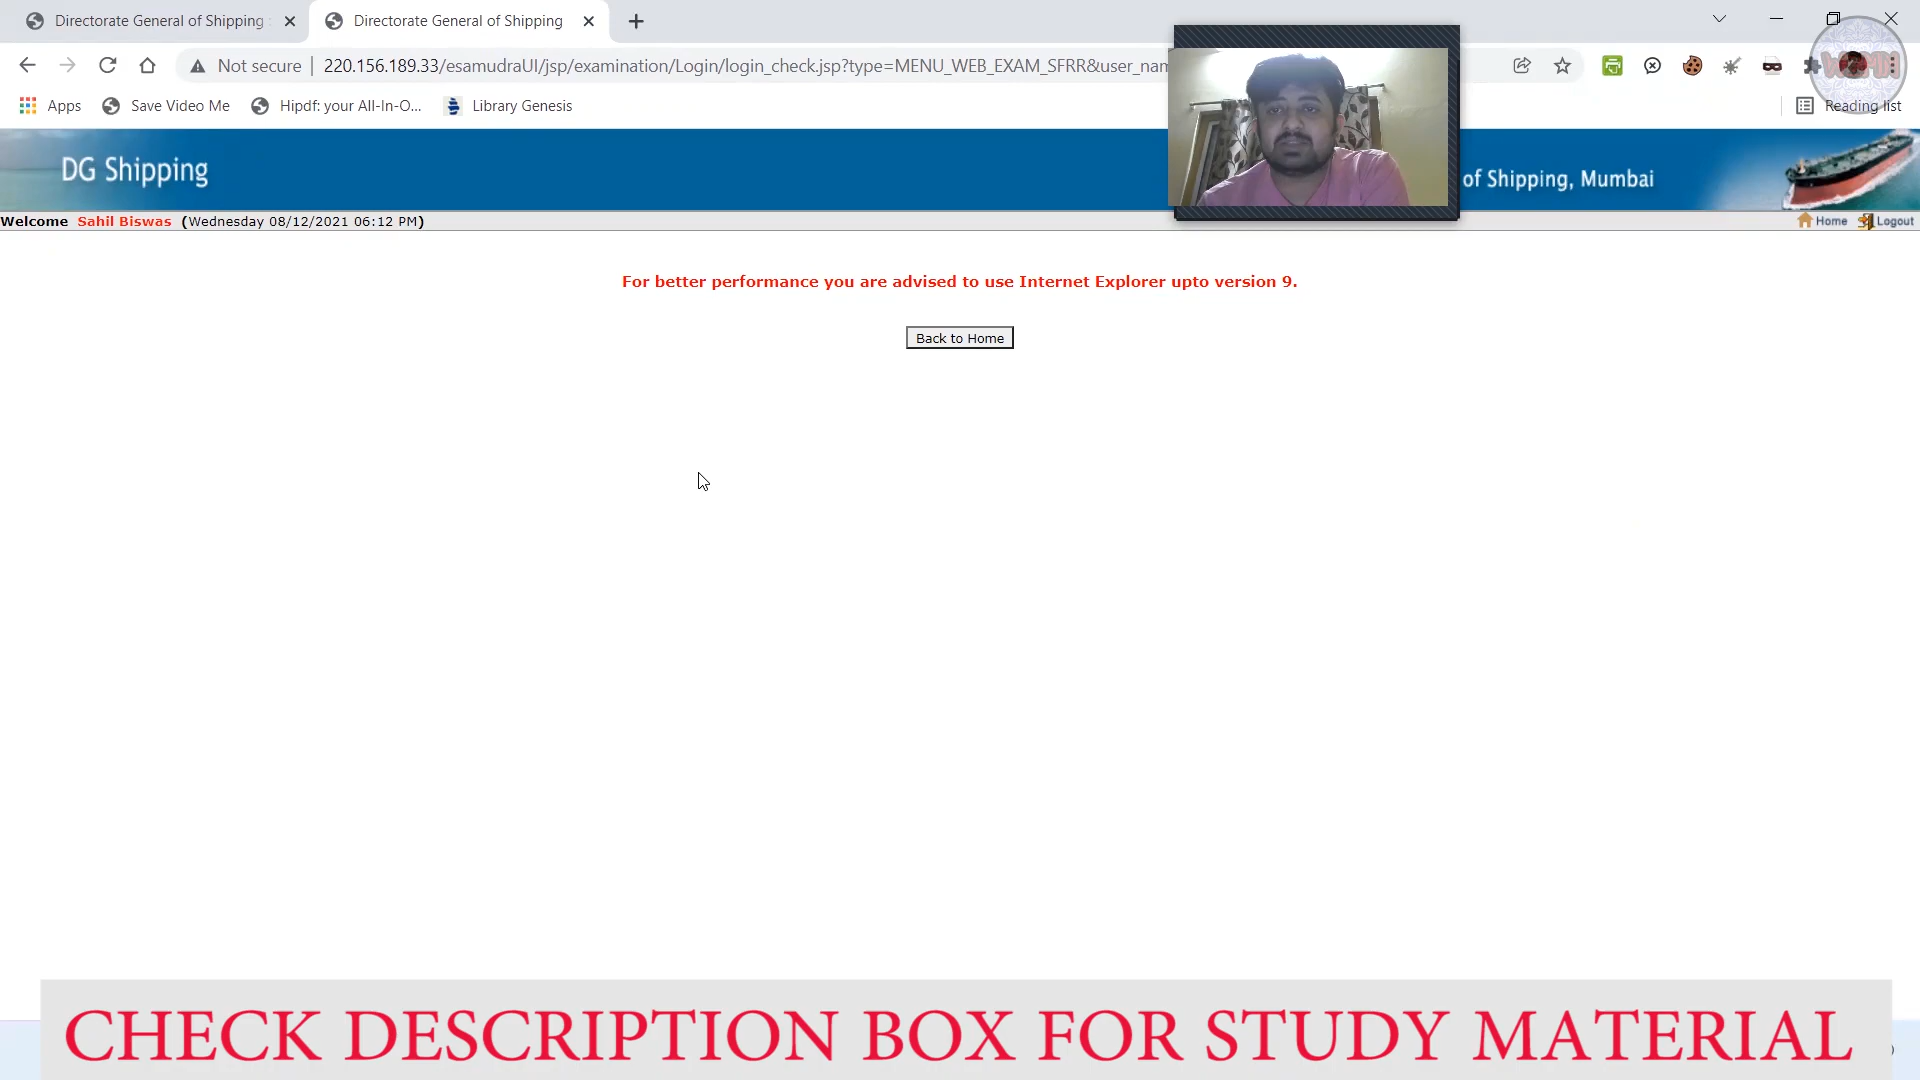 Directorate General of Shipping
Directorate General of Shipping
Not secure
220.156.189.33/esamudraUI/jsp/examination/Login/login_check.jsp?type=MENU_WEB_EXAM_SFRR&user_nam
Apps
Save Video Me
Hipdf: your All-In-O...
Library Genesis
Reading list
DG Shipping
of Shipping, Mumbai
Welcome Sahil Biswas (Wednesday 08/12/2021 06:12 PM)
Home
Logout
For better performance you are advised to use Internet Explorer upto version 9.
Back to Home
CHECK DESCRIPTION BOX FOR STUDY MATERIAL